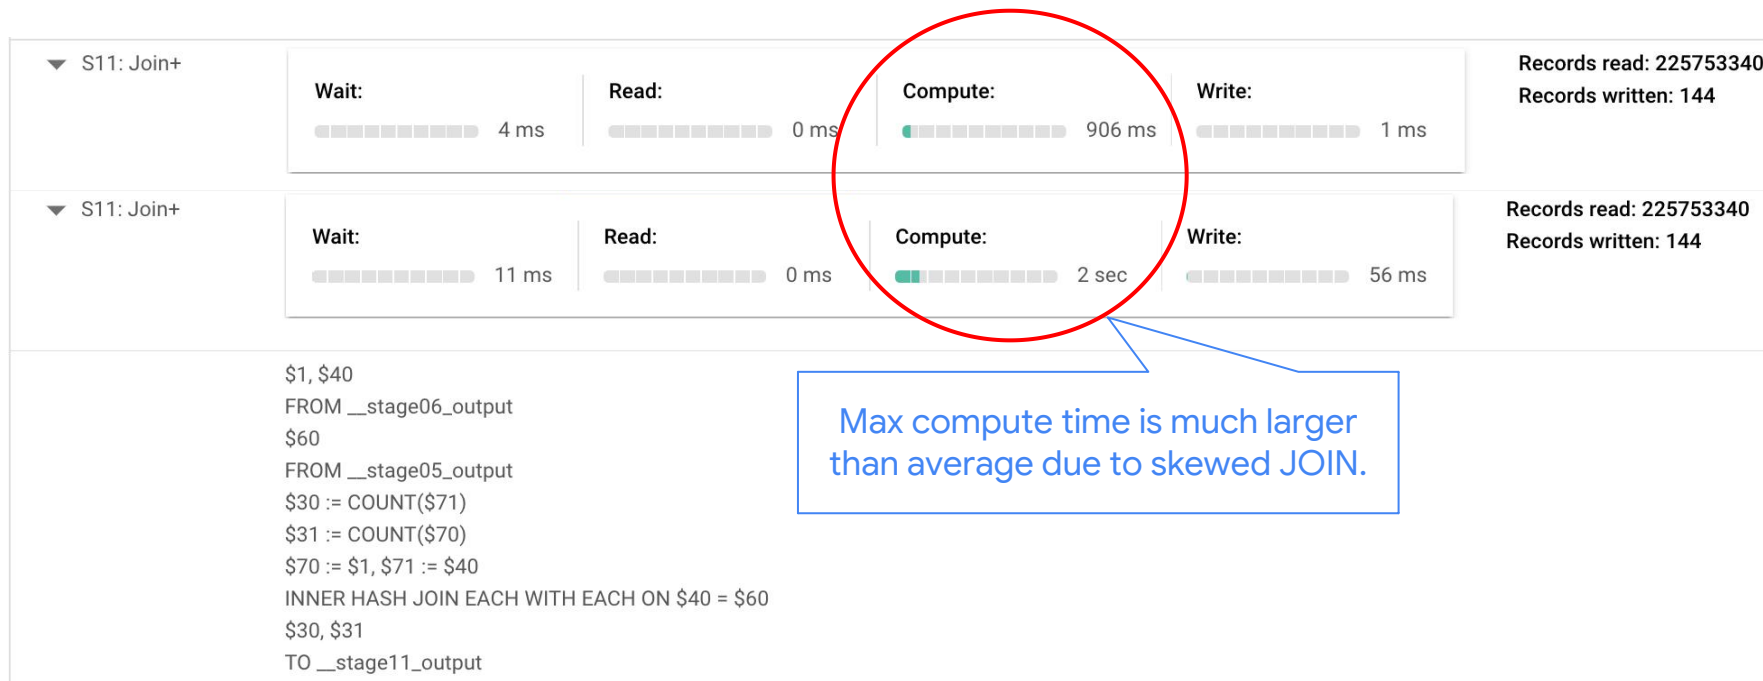 S11: Join+
Wait:
Read:
Compute:
Write:
4 ms
0 ms
906 ms
1 ms
Records read: 225753340
Records written: 144
S11: Join+
Wait:
Read:
Compute:
Write:
11 ms
0 ms
2 sec
56 ms
Records read: 225753340
Records written: 144
$1, $40
FROM __stage06_output
$60
FROM __stage05_output
$30 := COUNT($71)
$31 := COUNT($70)
$70 := $1, $71 := $40
INNER HASH JOIN EACH WITH EACH ON $40 = $60
$30, $31
TO __stage11_output
Max compute time is much larger
than average due to skewed JOIN.